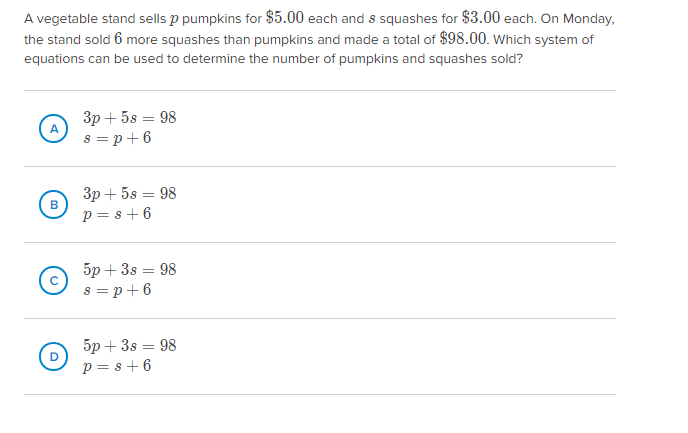 A vegetable stand sells p pumpkins for $5.00 each and s squashes for $3.00 each. On Monday,
the stand sold 6 more squashes than pumpkins and made a total of $98.00. Which system of
equations can be used to determine the number of pumpkins and squashes sold?
A
3p + 5s = 98
s = p + 6
B
3p + 5s = 98
p = s + 6
C
5p + 3s = 98
s = p + 6
D
5p + 3s = 98
p = s + 6